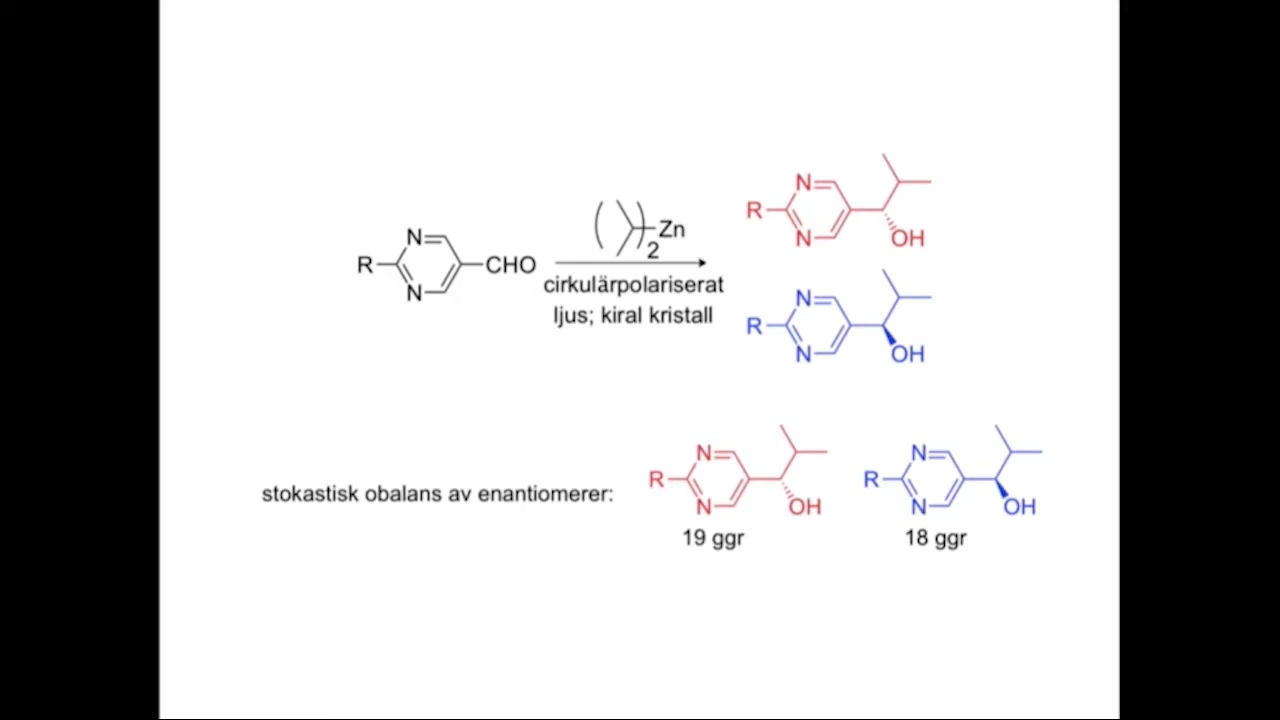 R
N
N
CHO
( )2 Zn
cirkulärpolariserat
ljus; kiral kristall
R
N
N
OH
R
N
N
OH
stokastisk obalans av enantiomerer:
R
N
N
OH
19 ggr
R
N
N
OH
18 ggr